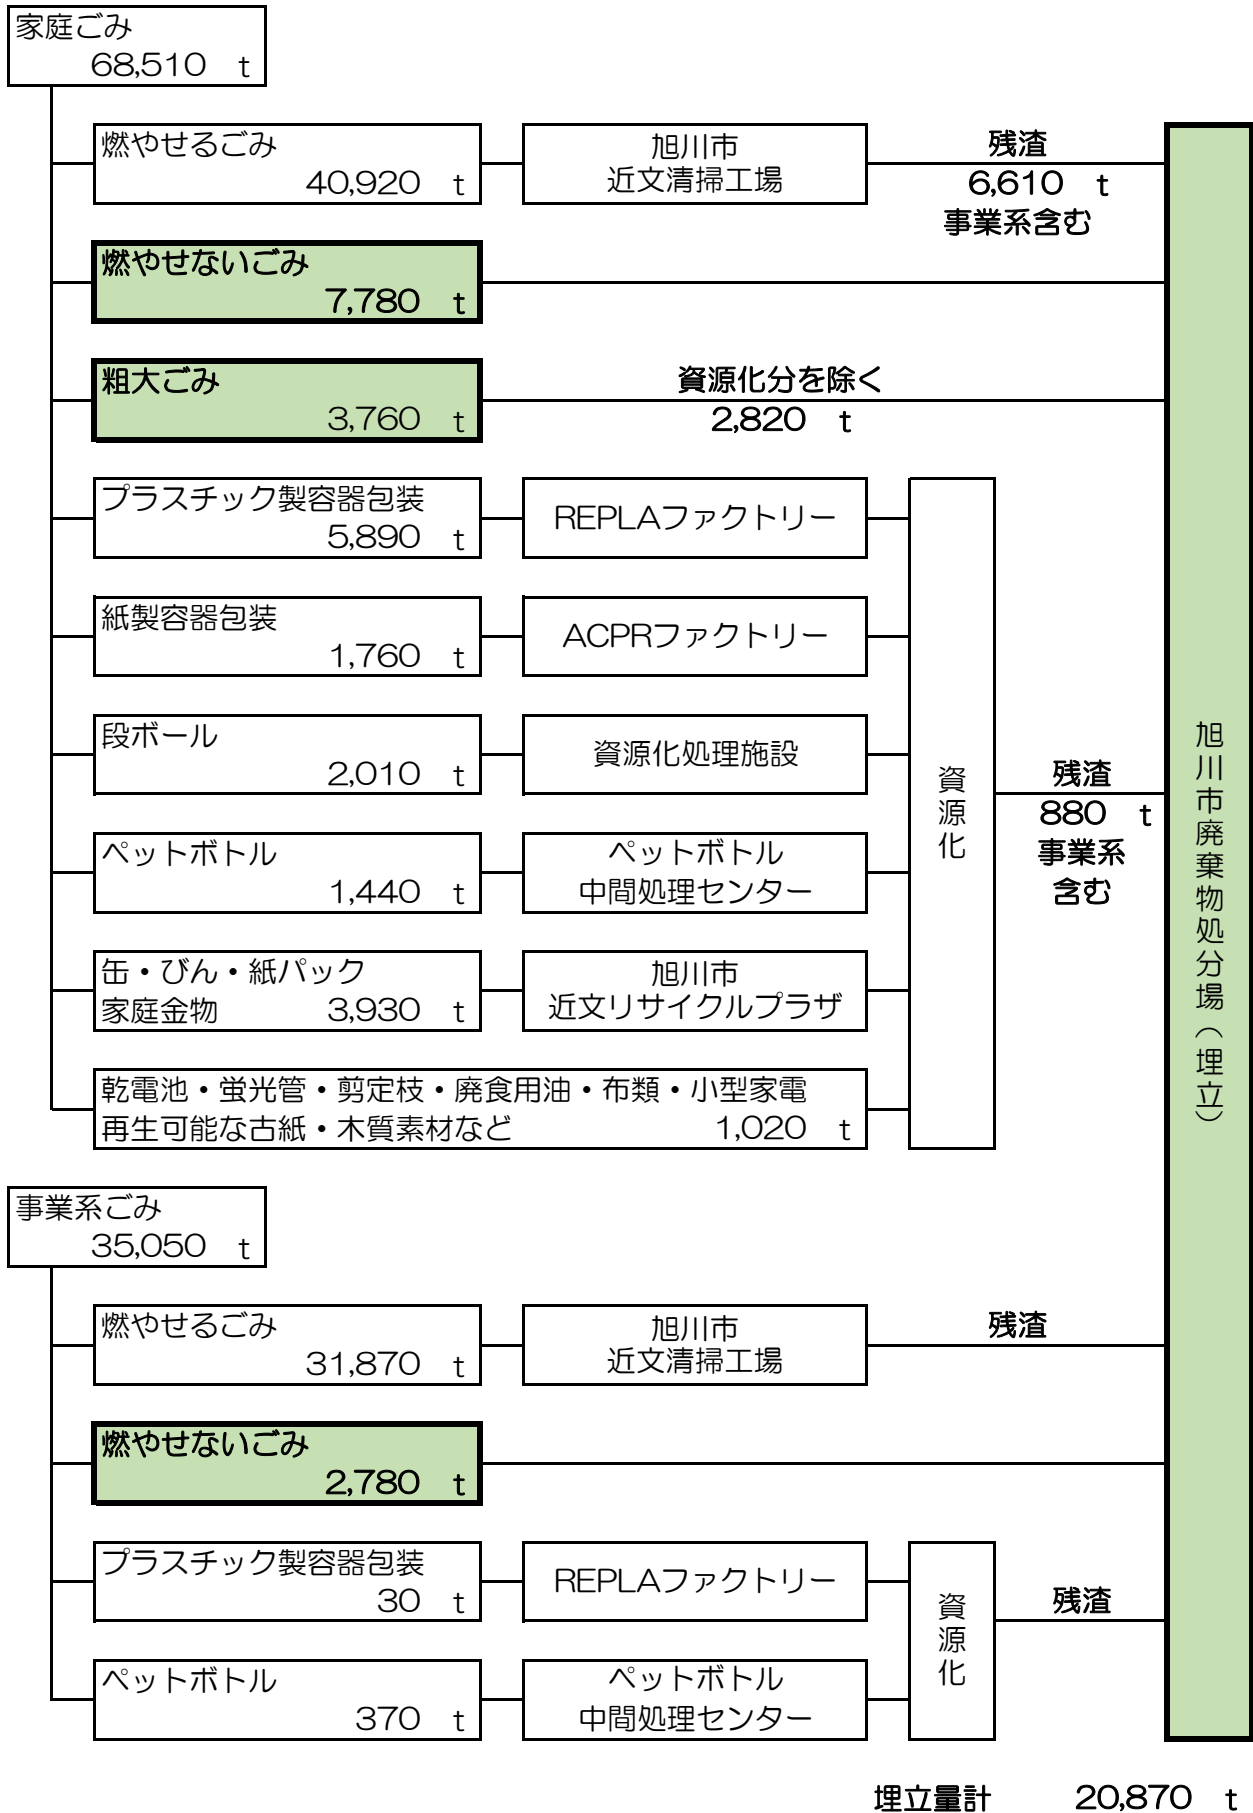 家庭ごみ
68,510 t
燃やせるごみ
40,920 t
旭川市
近文清掃工場
残渣
6,610 t
事業系含む
燃やせないごみ
7,780 t
粗大ごみ
3,760 t
資源化分を除く
2,820 t
プラスチック製容器包装
5,890 t
REPLAファクトリー
紙製容器包装
1,760 t
ACPRファクトリー
段ボール
2,010 t
資源化処理施設
ペットボトル
1,440 t
ペットボトル
中間処理センター
缶・びん・紙パック
家庭金物 3,930 t
旭川市
近文リサイクルプラザ
乾電池・蛍光管・剪定枝・廃食用油・布類・小型家電
再生可能な古紙・木質素材など 1,020 t
資源化
残渣
880 t
事業系
含む
旭川市廃棄物処分場（埋立）
事業系ごみ
35,050 t
燃やせるごみ
31,870 t
旭川市
近文清掃工場
残渣
燃やせないごみ
2,780 t
プラスチック製容器包装
30 t
REPLAファクトリー
ペットボトル
370 t
ペットボトル
中間処理センター
資源化
残渣
埋立量計 20,870 t